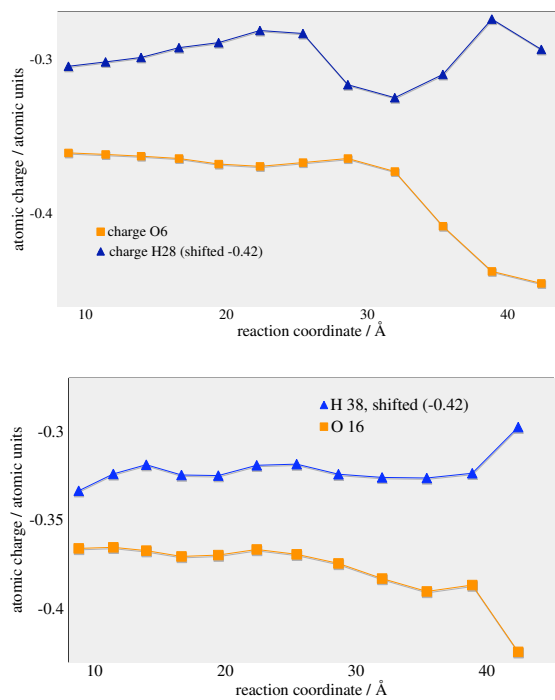 -0.3
-0.4
atomic charge / atomic units
charge O6
charge H28 (shifted -0.42)
10 20 30 40
reaction coordinate / Å
H 38, shifted (-0.42)
O 16
-0.3
-0.35
-0.4
atomic charge / atomic units
10 20 30 40
reaction coordinate / Å